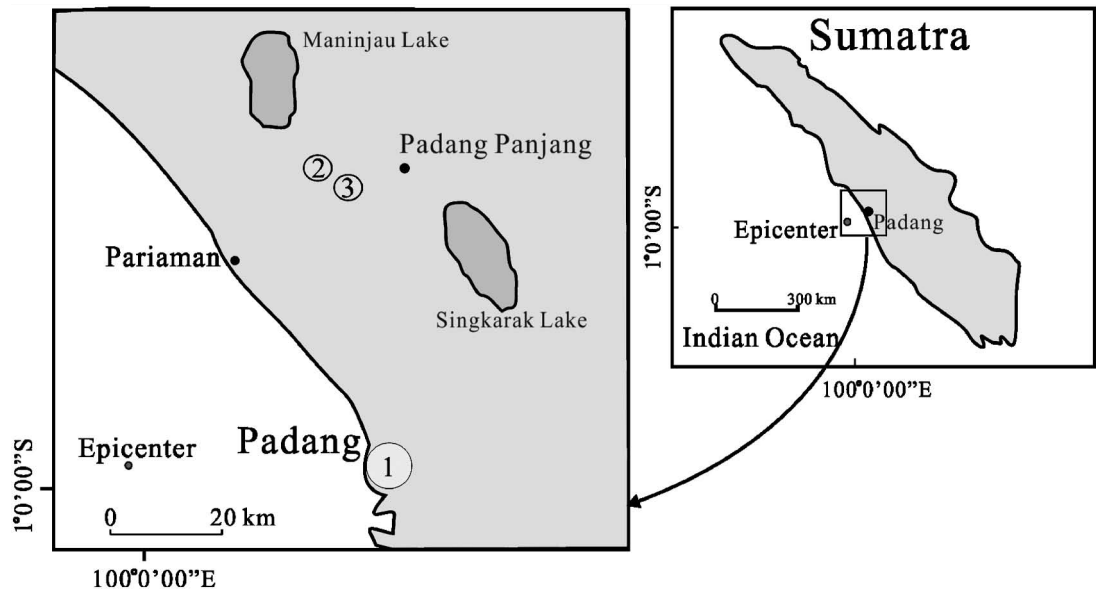 Maninjau Lake
Padang Panjang
2
3
Pariaman
Singkarak Lake
Padang
1
Epicenter
0 20 km
1°0’00”S
100°0’00”E
Sumatra
Epicenter
Padang
0 300 km
Indian Ocean
1°0’00”S
100°0’00”E